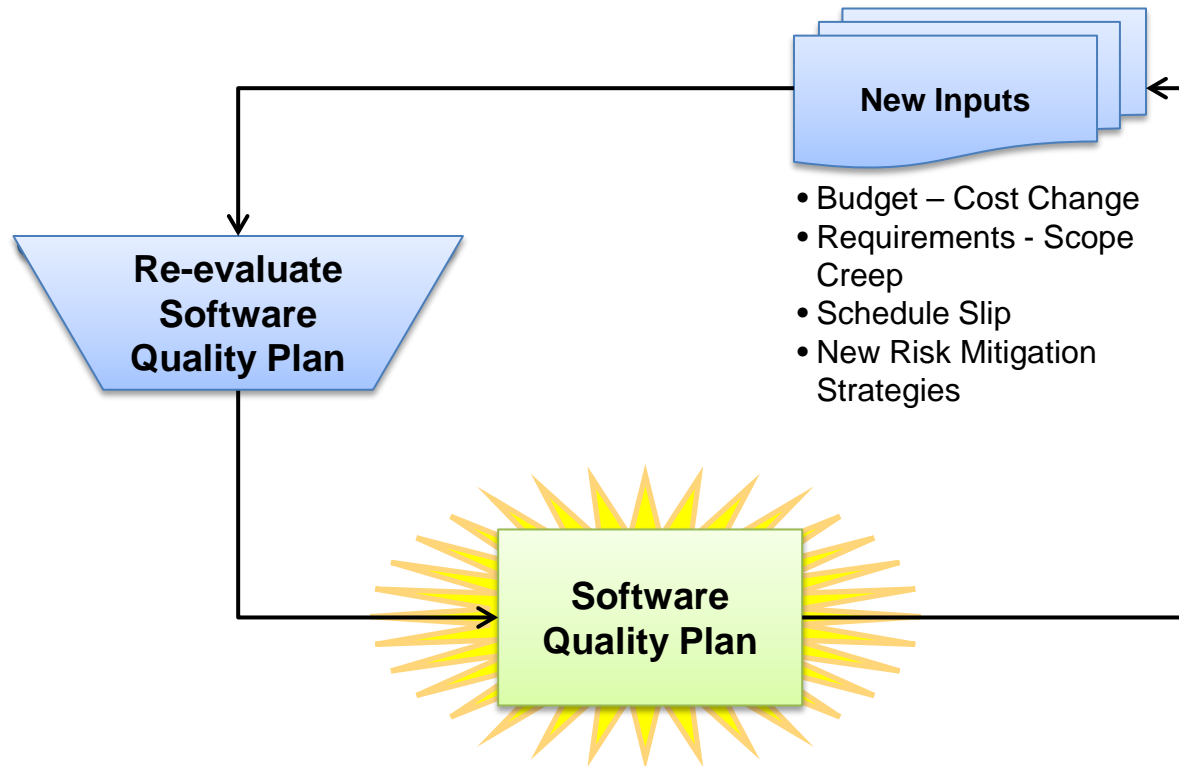 New Inputs
• Budget – Cost Change
• Requirements - Scope
Creep
• Schedule Slip
• New Risk Mitigation
Strategies
Re-evaluate
Software
Quality Plan
Software
Quality Plan